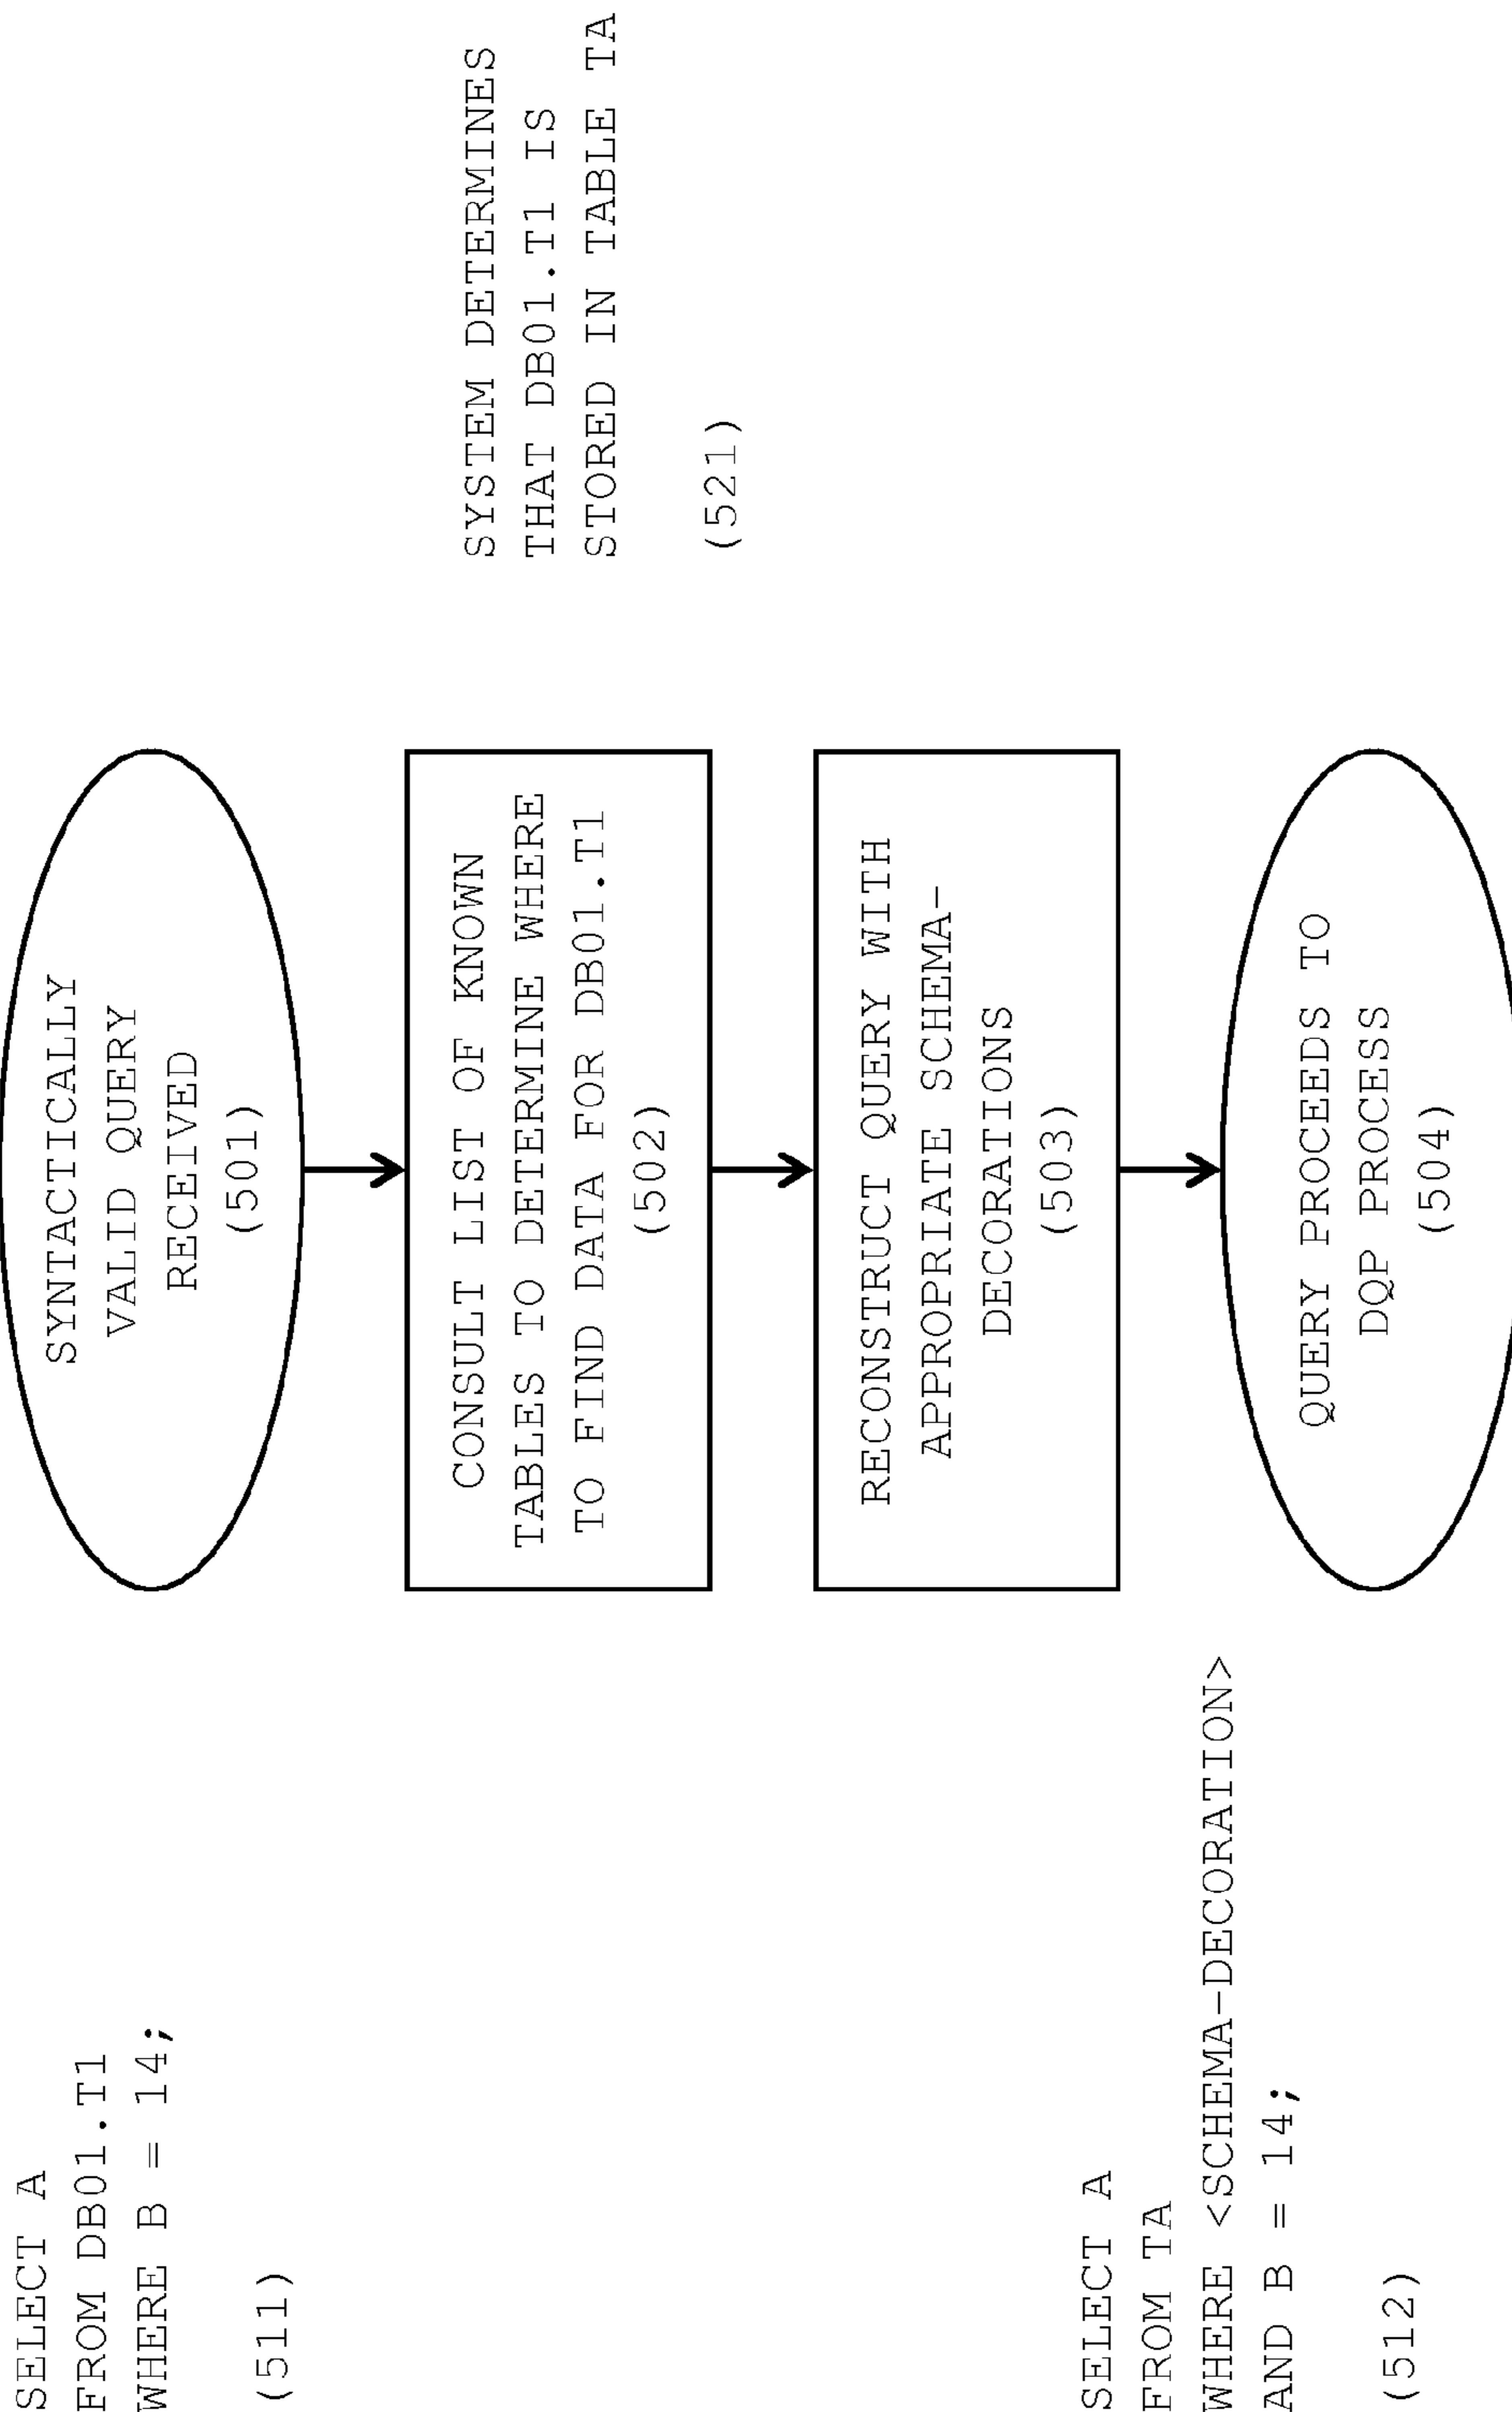 SELECT A
FROM DB01.T1
WHERE B = 14;
(511)
SYNTACTICALLY
VALID QUERY
RECEIVED
(501)
CONSULT LIST OF KNOWN
TABLES TO DETERMINE WHERE
TO FIND DATA FOR DB01.T1
(502)
SYSTEM DETERMINES
THAT DB01.T1 IS
STORED IN TABLE TA
(521)
RECONSTRUCT QUERY WITH
APPROPRIATE SCHEMA-
DECORATIONS
(503)
SELECT A
FROM TA
WHERE <SCHEMA-DECORATION>
AND B = 14;
(512)
QUERY PROCEEDS TO
DQP PROCESS
(504)